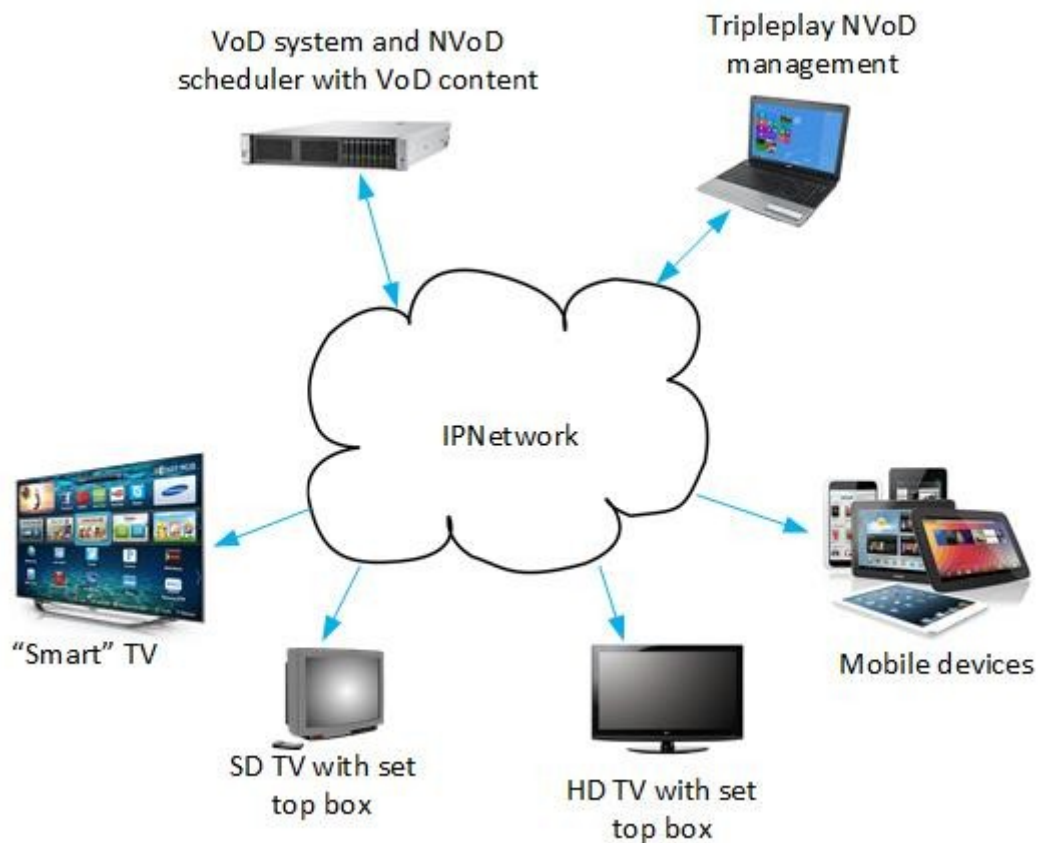 VoD system and NVoD
scheduler with VoD content
Tripleplay NVoD
management
IPNetwork
“Smart” TV
SD TV with set
top box
HD TV with set
top box
Mobile devices